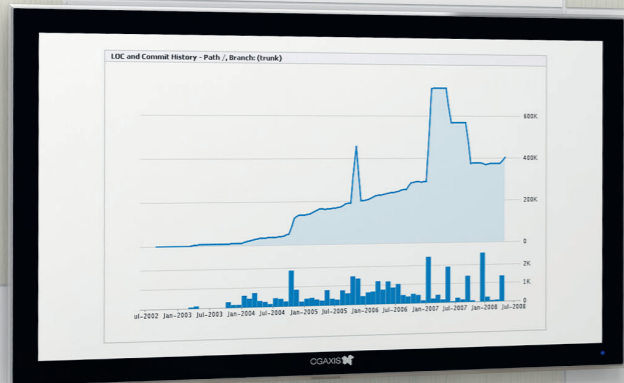 LOC and Commit History - Path /, Branch: (trunk)
600K
400K
200K
0
2K
1K
0
ul-2002 Jan-2003 Jul-2003 Jan-2004 Jul-2004 Jan-2005 Jul-2005 Jan-2006 Jul-2006 Jan-2007 Jul-2007 Jan-2008 Jul-2008
CGAXIS